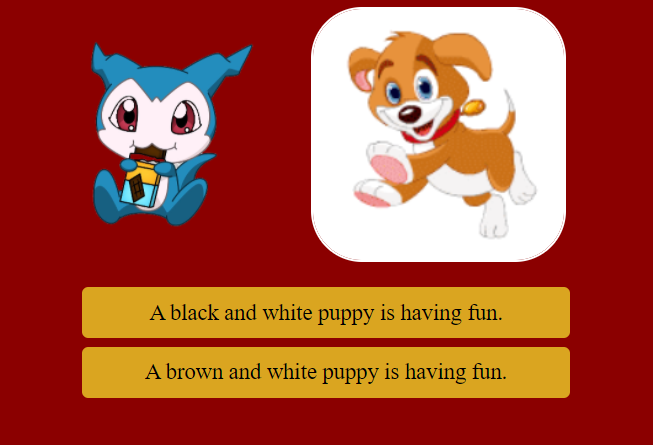 A black and white puppy is having fun.
A brown and white puppy is having fun.